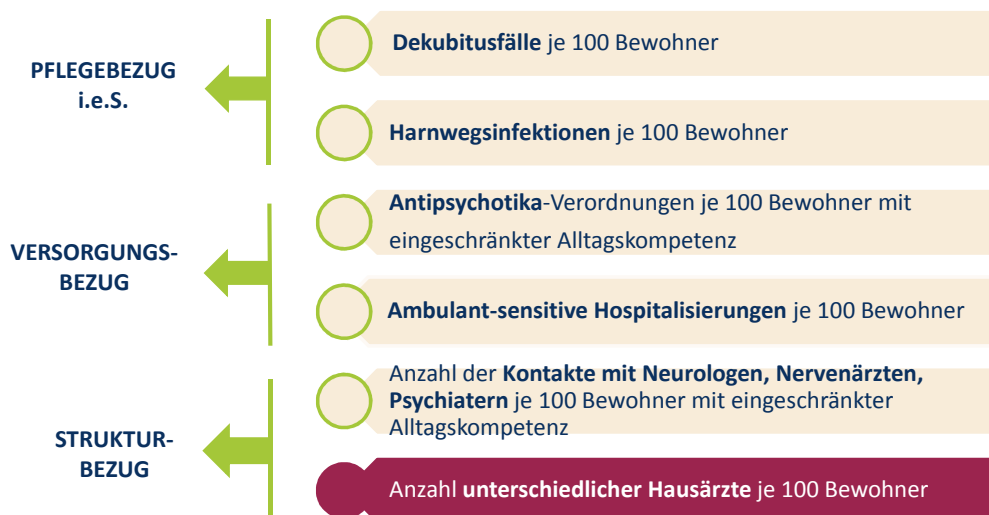 PFLEGEBEZUG
i.e.S.
Dekubitusfälle je 100 Bewohner
Harnwegsinfektionen je 100 Bewohner
VERSORGUNGS-
BEZUG
Antipsychotika-Verordnungen je 100 Bewohner mit
eingeschränkter Alltagskompetenz
Ambulant-sensitive Hospitalisierungen je 100 Bewohner
STRUKTUR-
BEZUG
Anzahl der Kontakte mit Neurologen, Nervenärzten,
Psychiatern je 100 Bewohner mit eingeschränkter
Alltagskompetenz
Anzahl unterschiedlicher Hausärzte je 100 Bewohner